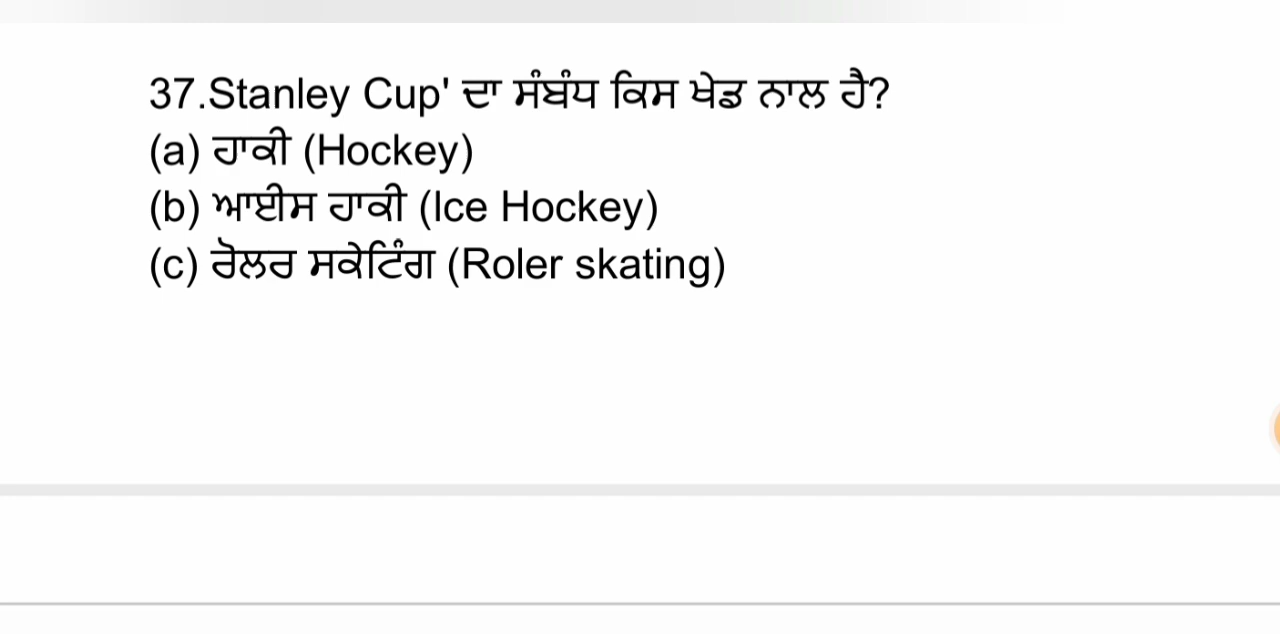 37.Stanley Cup' ਦਾ ਸੰਬੰਧ ਕਿਸ ਖੇਡ ਨਾਲ ਹੈ?
(a) ਹਾਕੀ (Hockey)
(b) ਆਈਸ ਹਾਕੀ (Ice Hockey)
(c) ਰੋਲਰ ਸਕੇਟਿੰਗ (Roler skating)